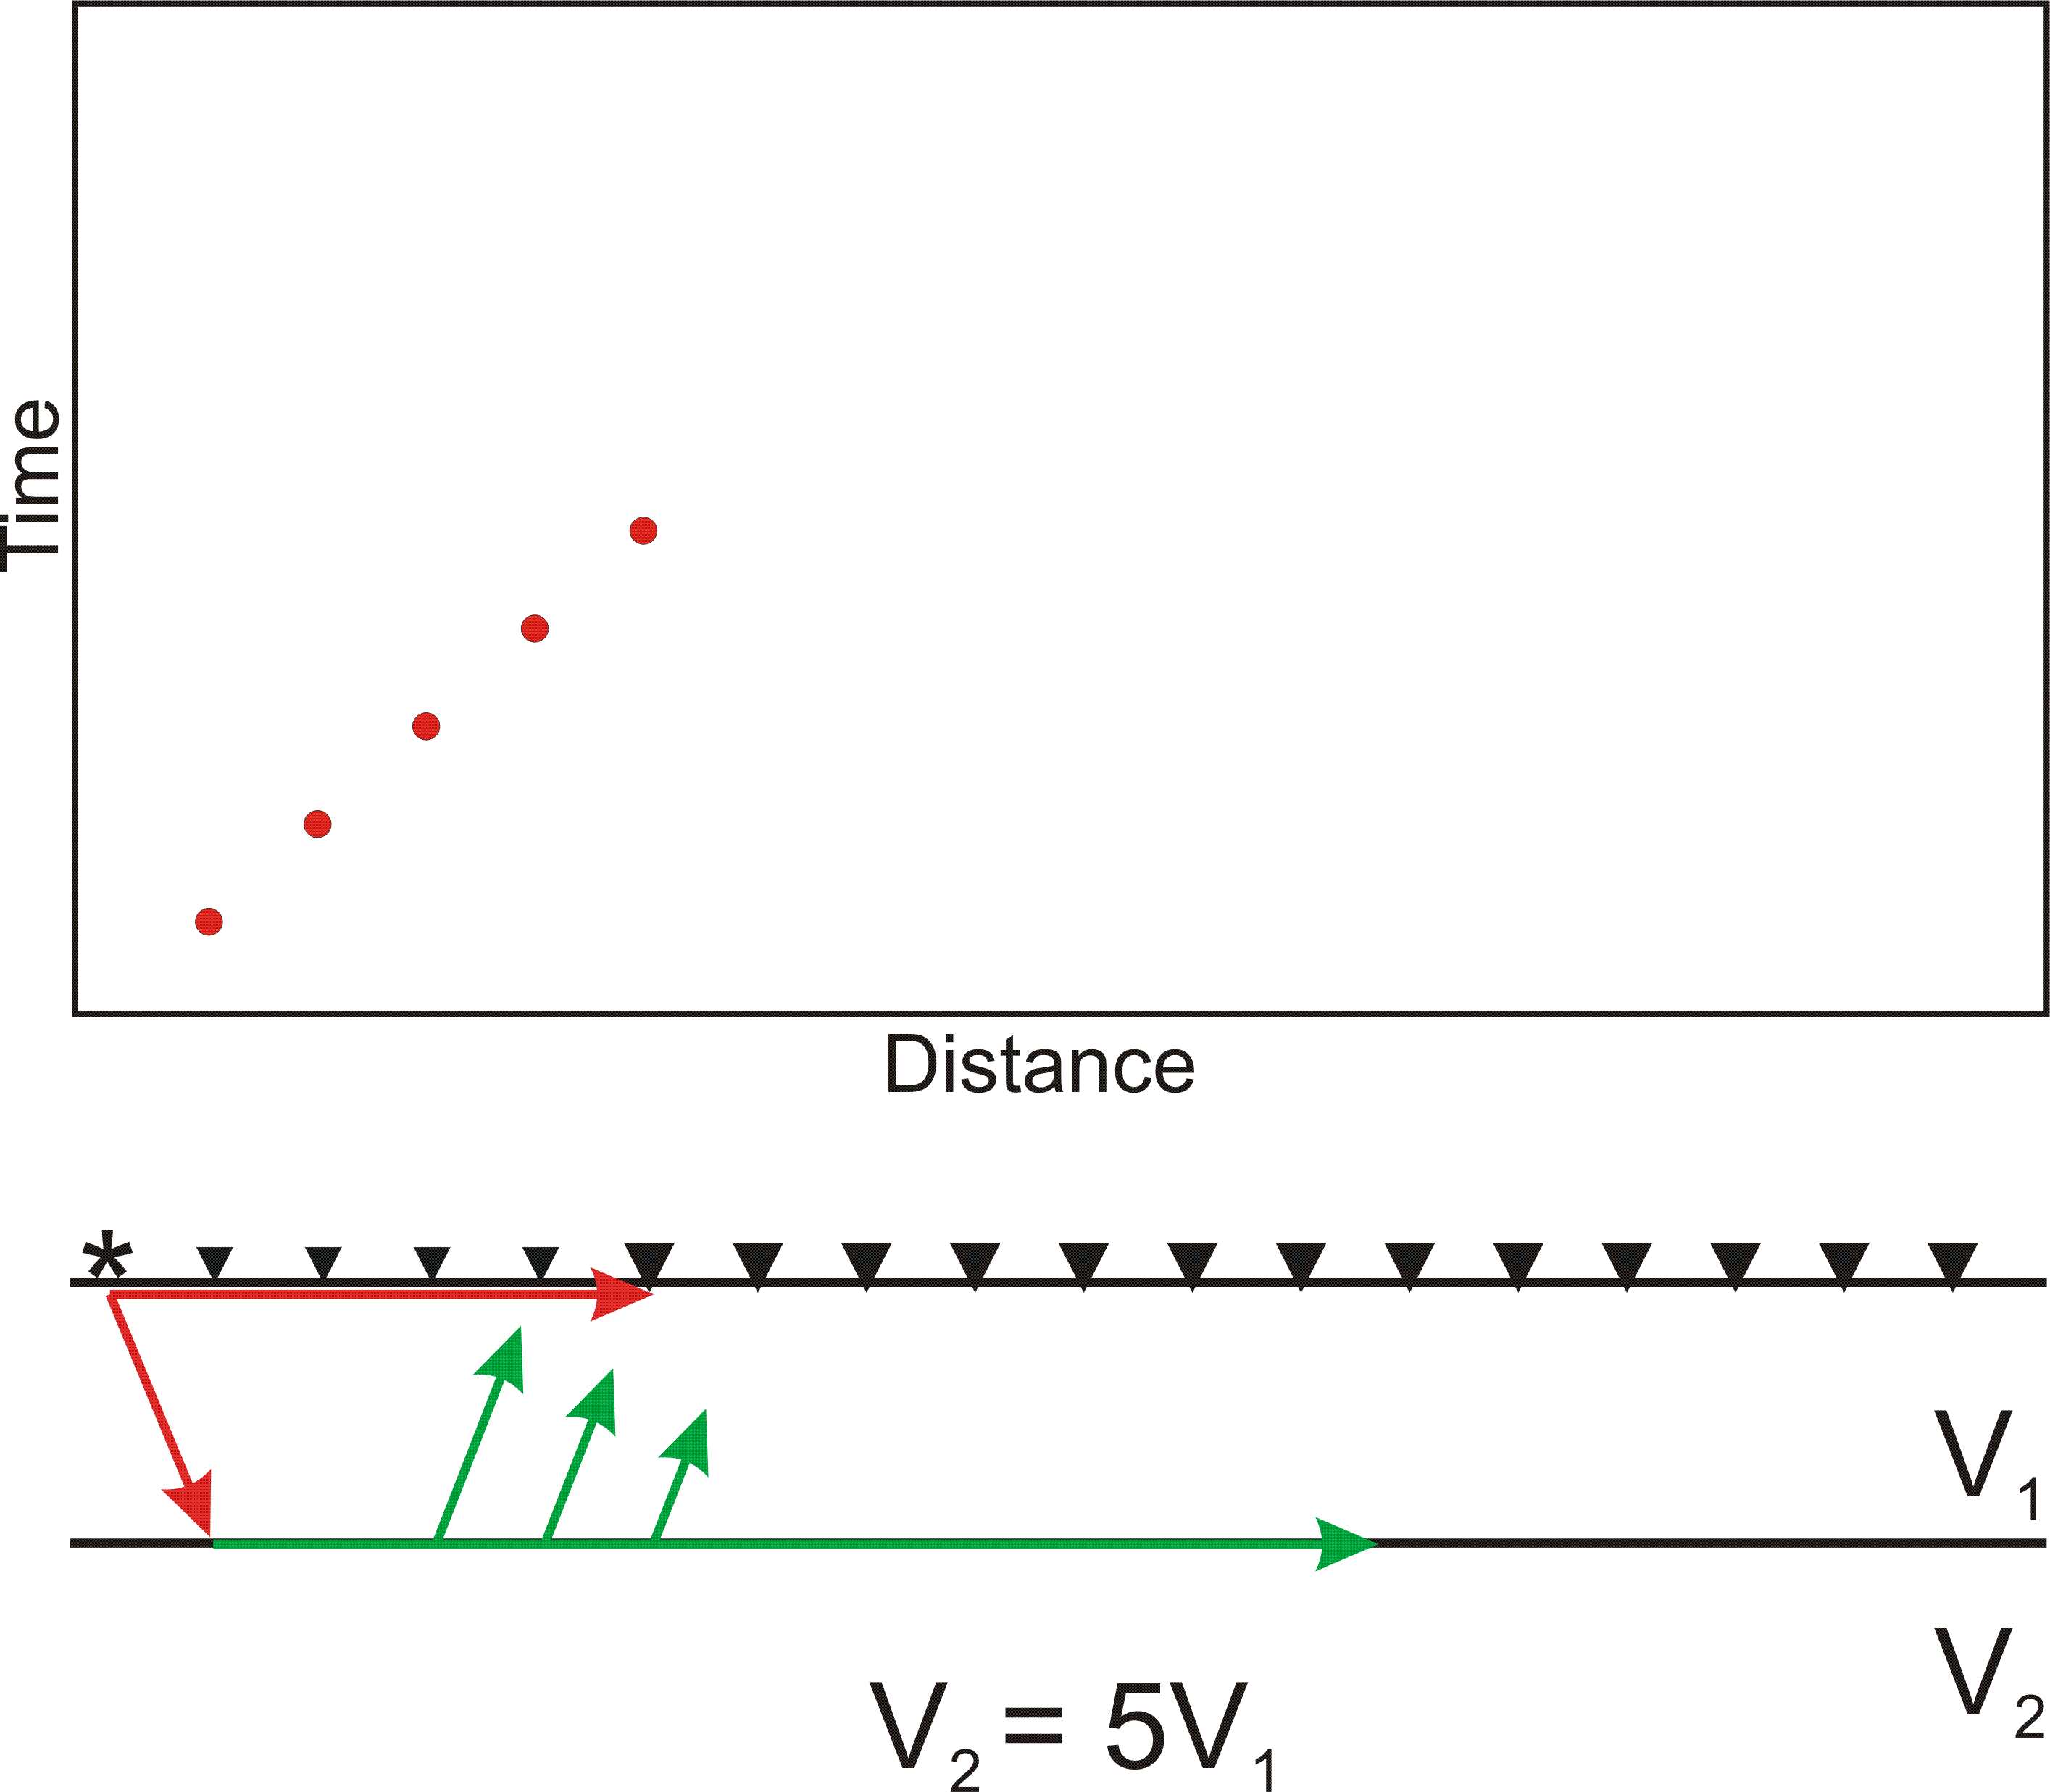 Time
Distance
*
V₁
V₂
V₂ = 5V₁